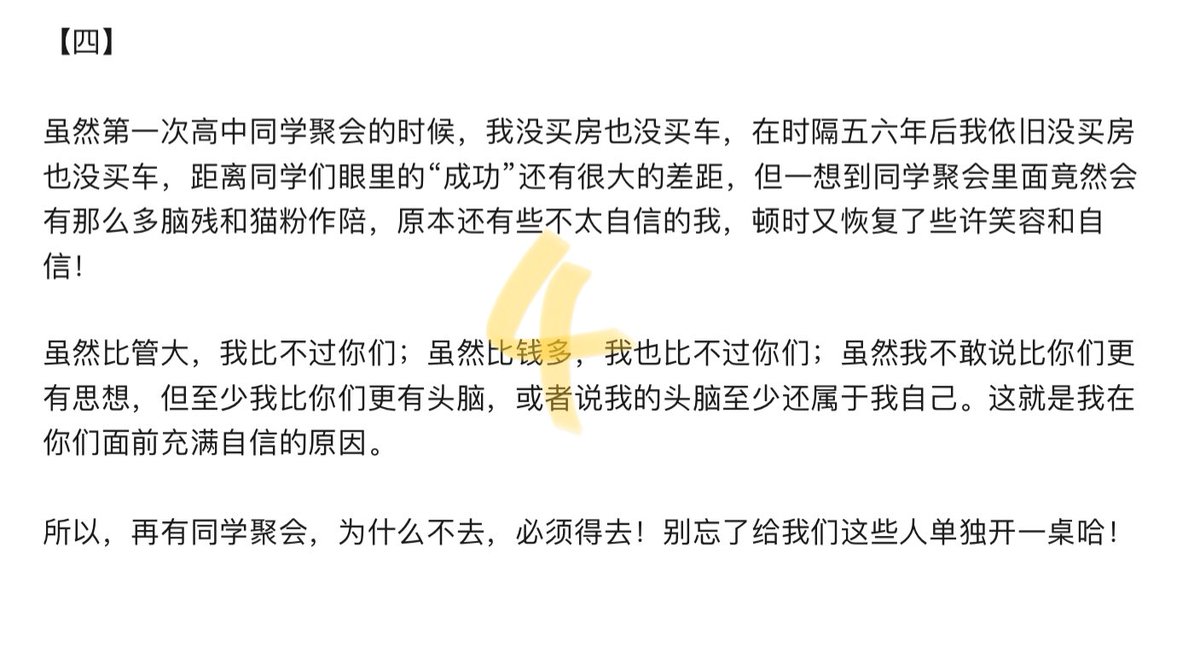 【四】
虽然第一次高中同学聚会的时候，我没买房也没买车，在时隔五六年后我依旧没买房
也没买车，距离同学们眼里的“成功”还有很大的差距，但一想到同学聚会里面竟然会
有那么多脑残和猫粉作陪，原本还有些不太自信的我，顿时又恢复了些许笑容和自
信！
虽然比管大，我比不过你们；虽然比钱多，我也比不过你们；虽然我不敢说比你们更
有思想，但至少我比你们更有头脑，或者说我的头脑至少还属于我自己。这就是我在
你们面前充满自信的原因。
所以，再有同学聚会，为什么不去，必须得去！别忘了给我们这些人单独开一桌哈！
4